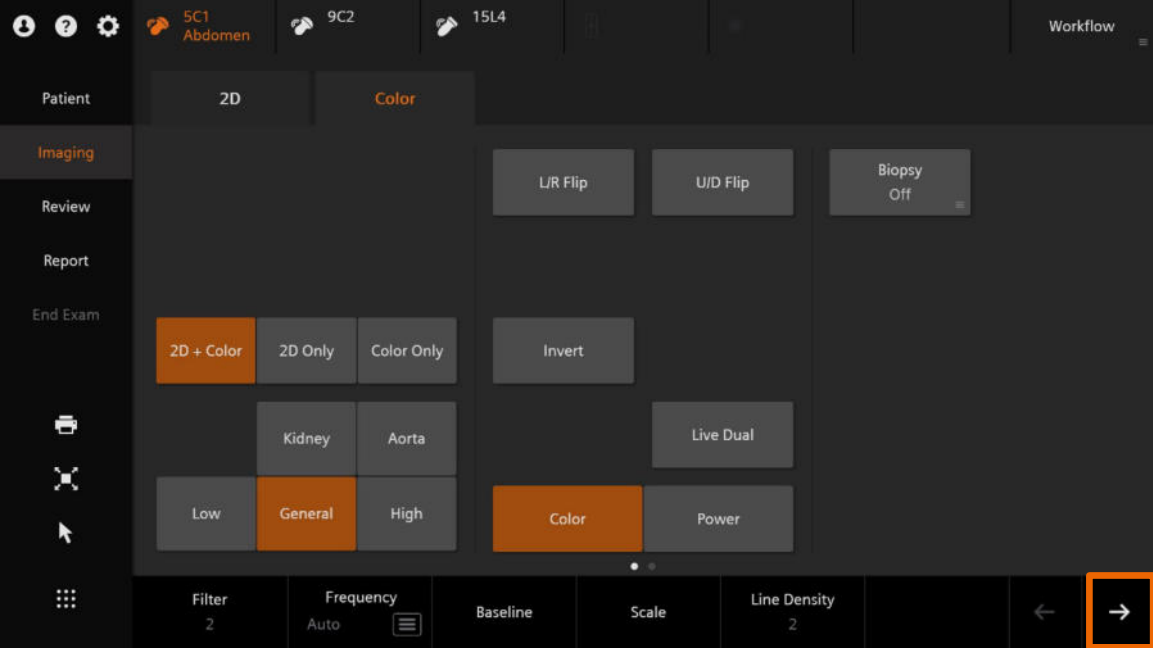 5C1
Abdomen
9C2
15L4
Workflow
Patient
Imaging
Review
Report
End Exam
2D
Color
L/R Flip
U/D Flip
Biopsy
Off
2D + Color
2D Only
Color Only
Invert
Kidney
Aorta
Live Dual
Low
General
High
Color
Power
Filter
2
Frequency
Auto
Baseline
Scale
Line Density
2